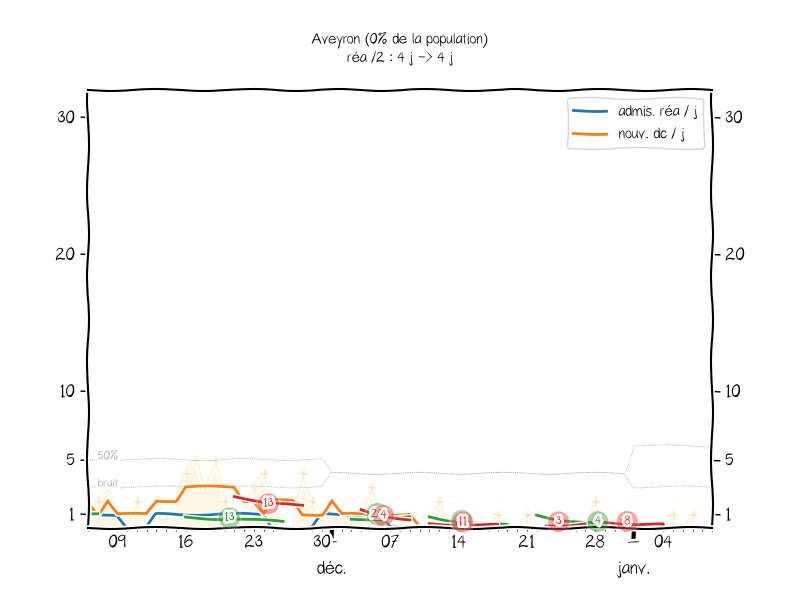 Aveyron (0% de la population)
réa /2 : 4 j -> 4 j
admis. réa / j
nouv. dc / j
30 30
20 20
10 10
5 5
1 1
50%
bruit
13 13 2 4 11 3 4 8
09 16 23 30 07 14 21 28 04
déc. janv.